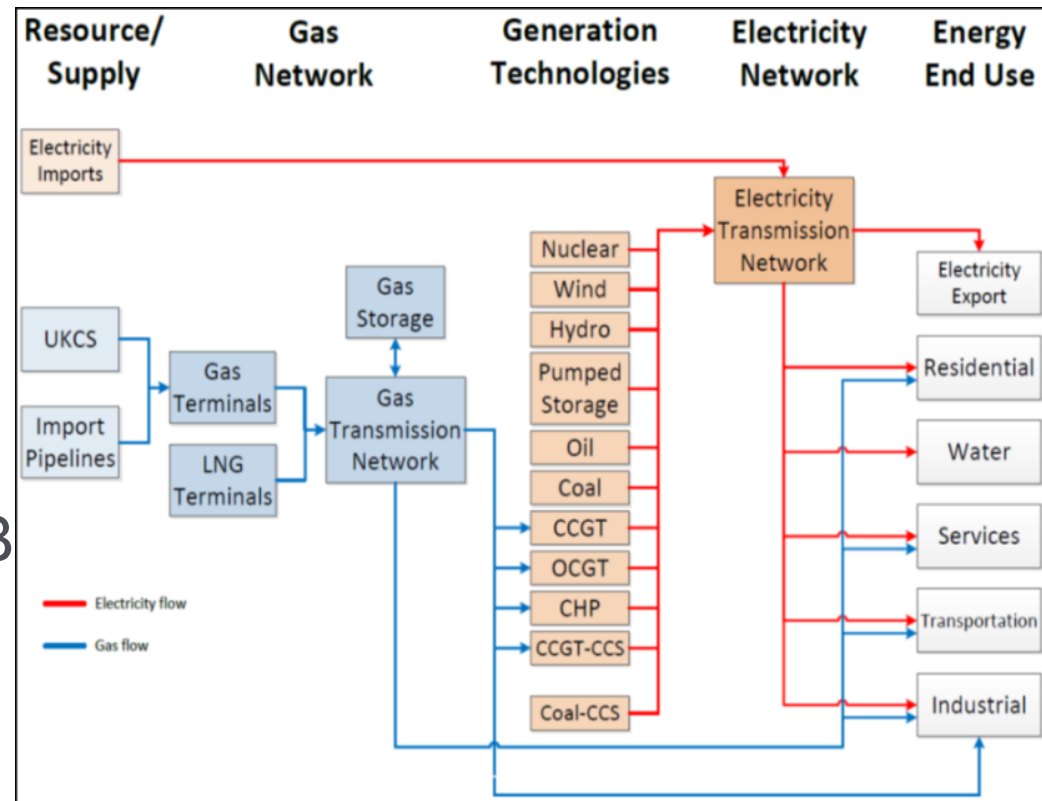 Resource/
Supply
Gas
Network
Generation
Technologies
Electricity
Network
Energy
End Use
Electricity
Imports
Electricity
Transmission
Network
Nuclear
Wind
Hydro
Pumped
Storage
Oil
Coal
CCGT
OCGT
CHP
CCGT-CCS
Coal-CCS
Gas
Storage
UKCS
Import
Pipelines
Gas
Terminals
LNG
Terminals
Gas
Transmission
Network
Electricity
Export
Residential
Water
Services
Transportation
Industrial
Electricity flow
Gas flow